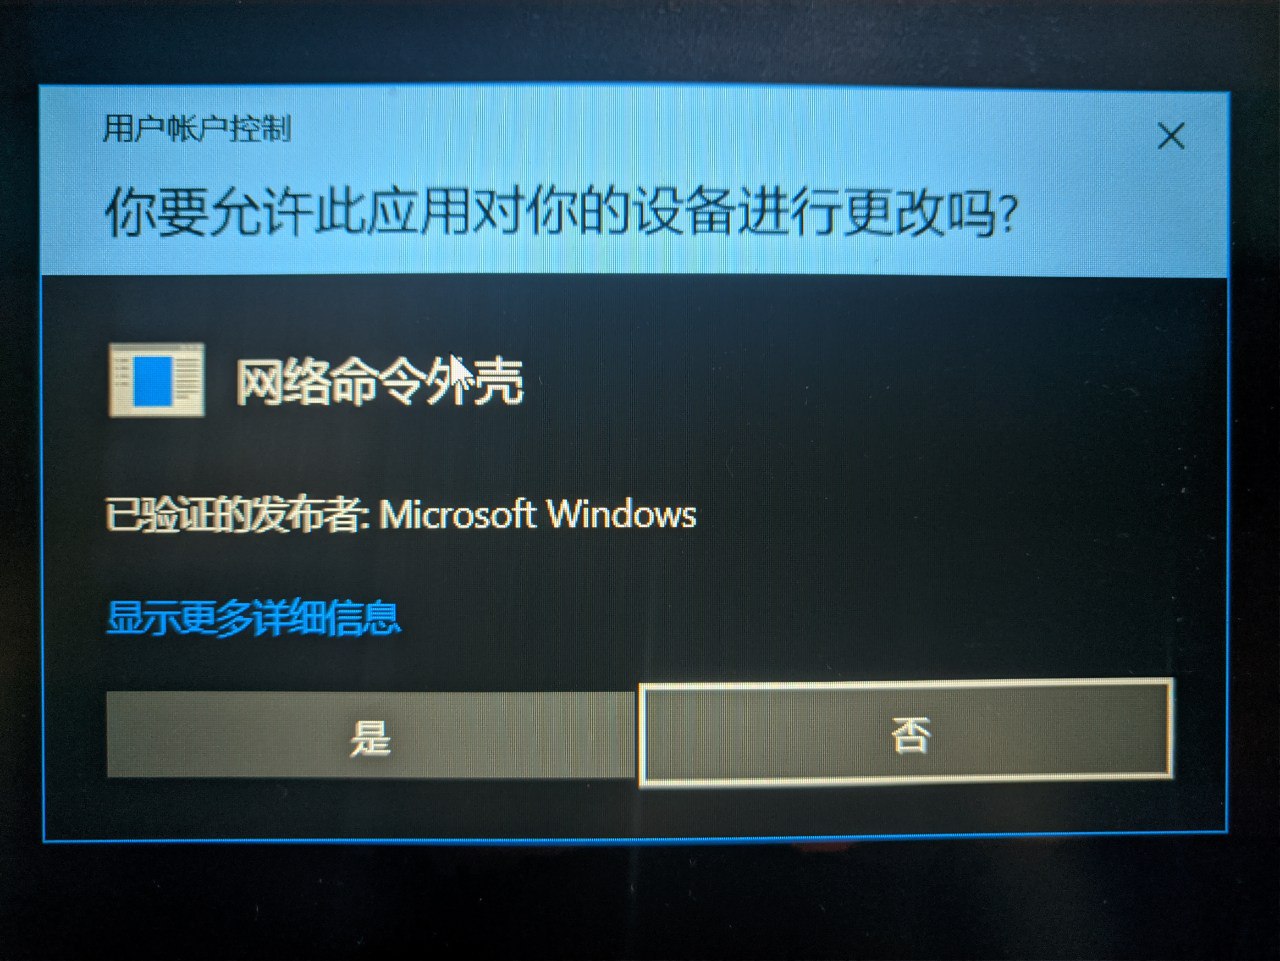 用户帐户控制
你要允许此应用对你的设备进行更改吗?
网络命令外壳
已验证的发布者: Microsoft Windows
显示更多详细信息
是
否